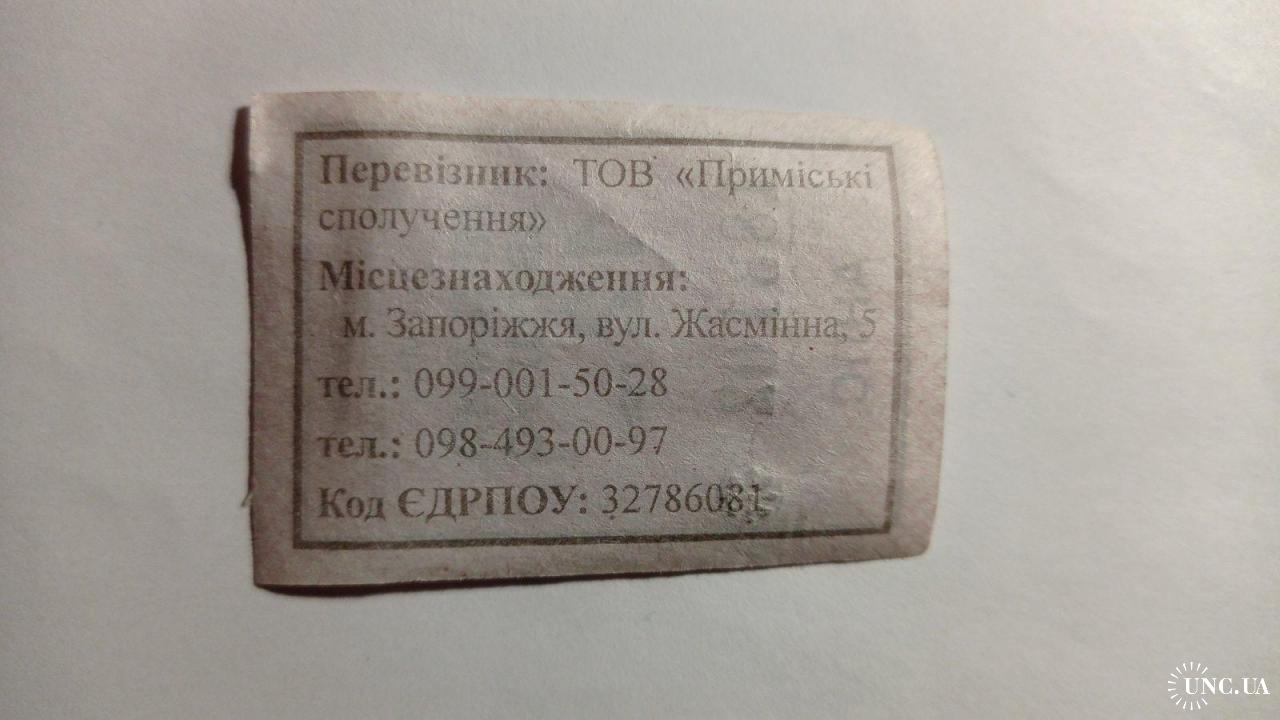 Перевізник: ТОВ «Приміські
сполучення»
Місцезнаходження:
м. Запоріжжя, вул. Жасмінна, 5
тел.: 099-001-50-28
тел.: 098-493-00-97
Код ЄДРПОУ: 32786081
UNC.UA